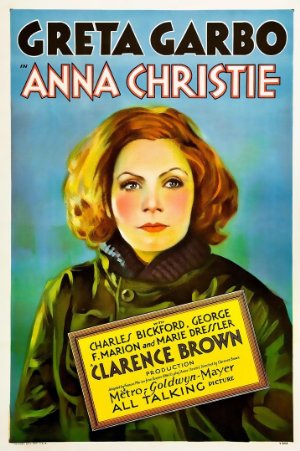 GRETA GARBO
IN
ANNA CHRISTIE
CHARLES BICKFORD, GEORGE
F. MARION and MARIE DRESSLER
CLARENCE BROWN
PRODUCTION
Metro-Goldwyn-Mayer
ALL TALKING PICTURE